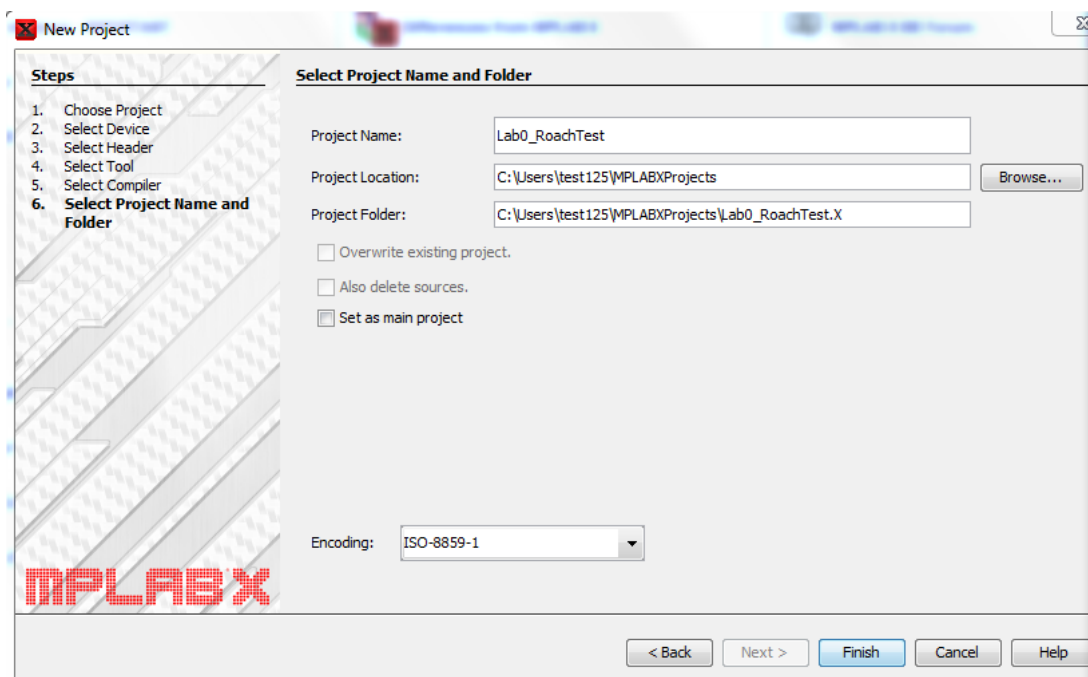 New Project
Steps
1. Choose Project
2. Select Device
3. Select Header
4. Select Tool
5. Select Compiler
6. Select Project Name and
Folder
MPLAB X
Select Project Name and Folder
Project Name: Lab0_RoachTest
Project Location: C:\Users\test125\MPLABXProjects Browse...
Project Folder: C:\Users\test125\MPLABXProjects\Lab0_RoachTest.X
Overwrite existing project.
Also delete sources.
Set as main project
Encoding: ISO-8859-1
< Back Next > Finish Cancel Help